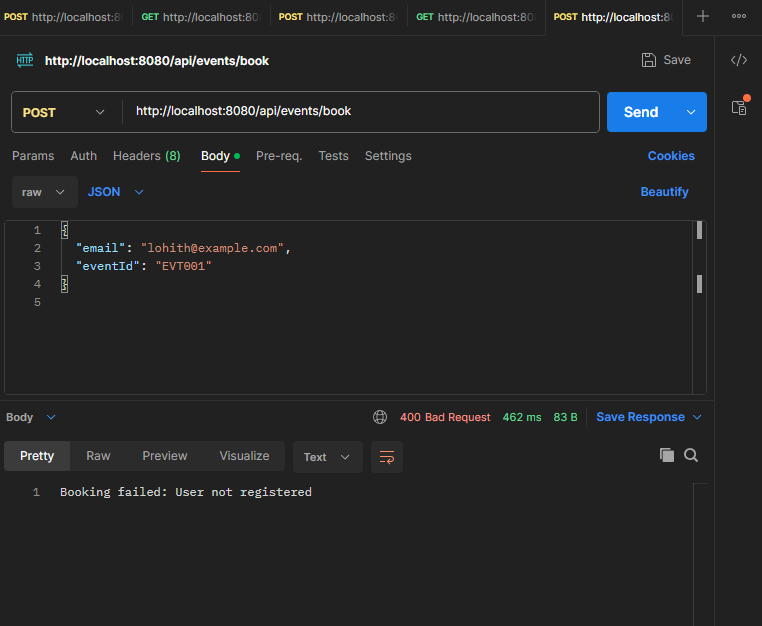 POST http://localhost:8 GET http://localhost:808 POST http://localhost:8 GET http://localhost:808 POST http://localhost:8
HTTP http://localhost:8080/api/events/book Save
POST http://localhost:8080/api/events/book Send
Params Auth Headers (8) Body Pre-req. Tests Settings Cookies
raw JSON Beautify
1 {
2 "email": "lohith@example.com",
3 "eventId": "EVT001"
4 }
5
Body 400 Bad Request 462 ms 83 B Save Response
Pretty Raw Preview Visualize Text
1 Booking failed: User not registered